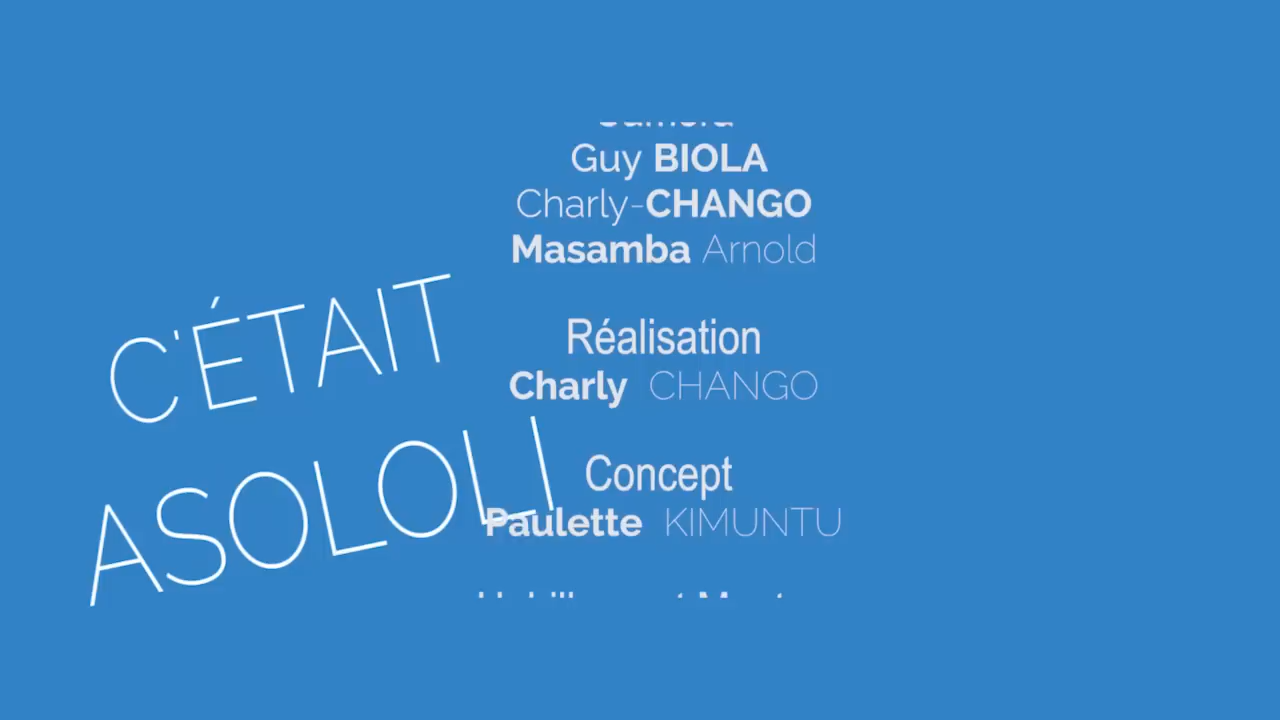 Guy BIOLA
Charly-CHANGO
Masamba Arnold
Réalisation
Charly CHANGO
Concept
Paulette KIMUNTU
C'ÉTAIT
ASOLOLI